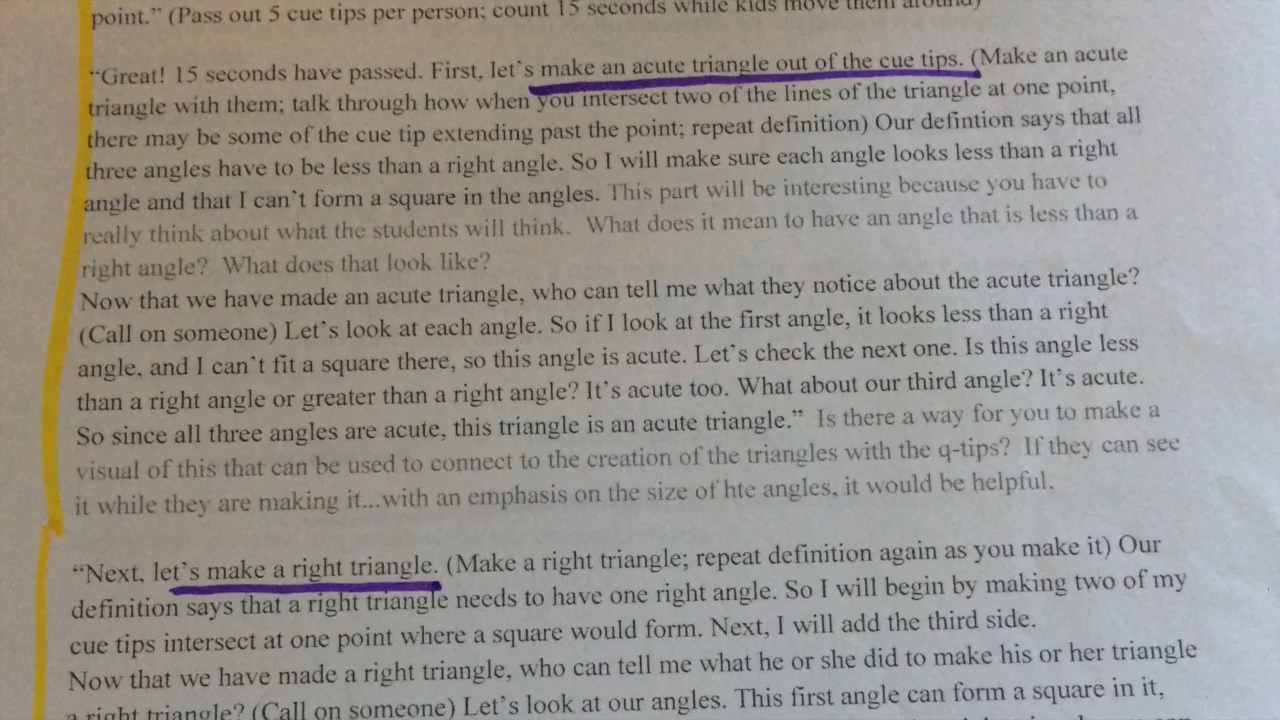 point.” (Pass out 5 cue tips per person; count 15 seconds while kids move them around)
“Great! 15 seconds have passed. First, let’s make an acute triangle out of the cue tips. (Make an acute
triangle with them; talk through how when you intersect two of the lines of the triangle at one point,
there may be some of the cue tip extending past the point; repeat definition) Our defintion says that all
three angles have to be less than a right angle. So I will make sure each angle looks less than a right
angle and that I can’t form a square in the angles. This part will be interesting because you have to
really think about what the students will think. What does it mean to have an angle that is less than a
right angle? What does that look like?
Now that we have made an acute triangle, who can tell me what they notice about the acute triangle?
(Call on someone) Let’s look at each angle. So if I look at the first angle, it looks less than a right
angle, and I can’t fit a square there, so this angle is acute. Let’s check the next one. Is this angle less
than a right angle or greater than a right angle? It’s acute too. What about our third angle? It’s acute.
So since all three angles are acute, this triangle is an acute triangle.” Is there a way for you to make a
visual of this that can be used to connect to the creation of the triangles with the q-tips? If they can see
it while they are making it...with an emphasis on the size of hte angles, it would be helpful.
“Next, let’s make a right triangle. (Make a right triangle; repeat definition again as you make it) Our
definition says that a right triangle needs to have one right angle. So I will begin by making two of my
cue tips intersect at one point where a square would form. Next, I will add the third side.
Now that we have made a right triangle, who can tell me what he or she did to make his or her triangle
a right triangle? (Call on someone) Let’s look at our angles. This first angle can form a square in it,